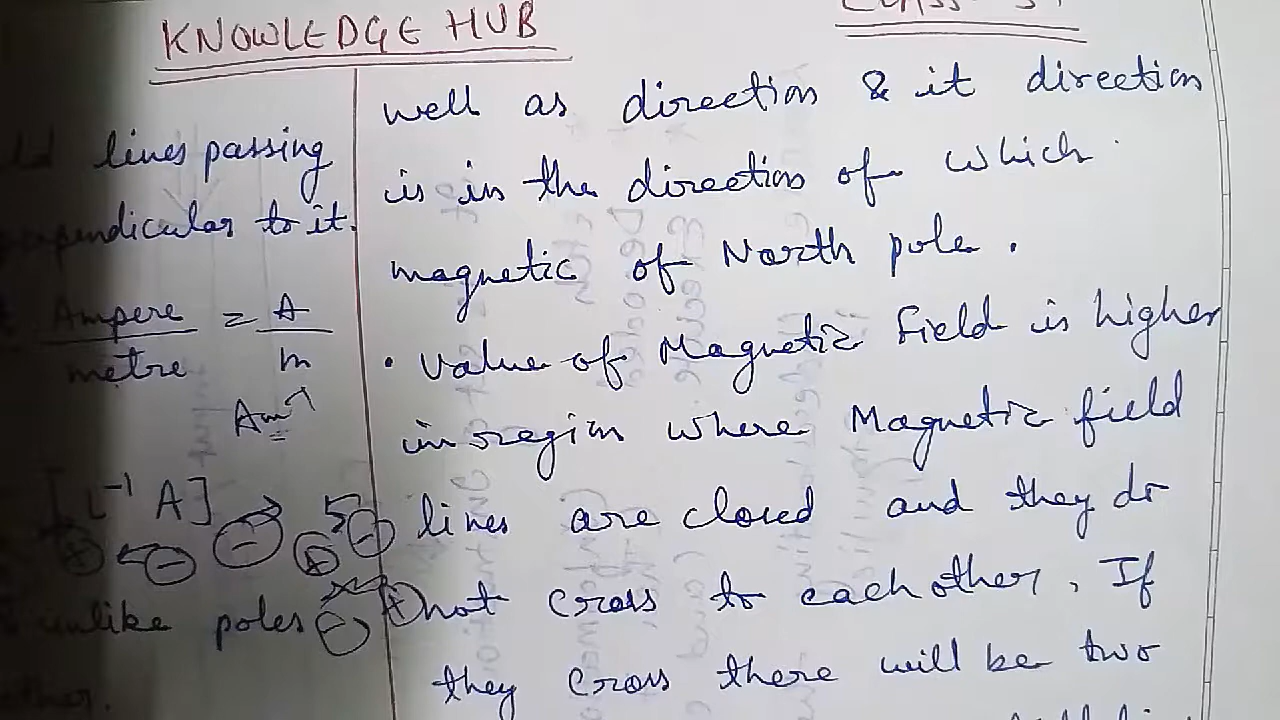 KNOWLEDGE HUB
lines passing
perpendicular to it.
Ampere = A
metre m
Am⁻¹
[L⁻¹ A]
unlike poles
well as direction & it direction
is in the direction of which
magnetic of North pole.
• Value of Magnetic Field is higher
in region where Magnetic field
lines are closed and they do
not cross to each other, If
they cross there will be two